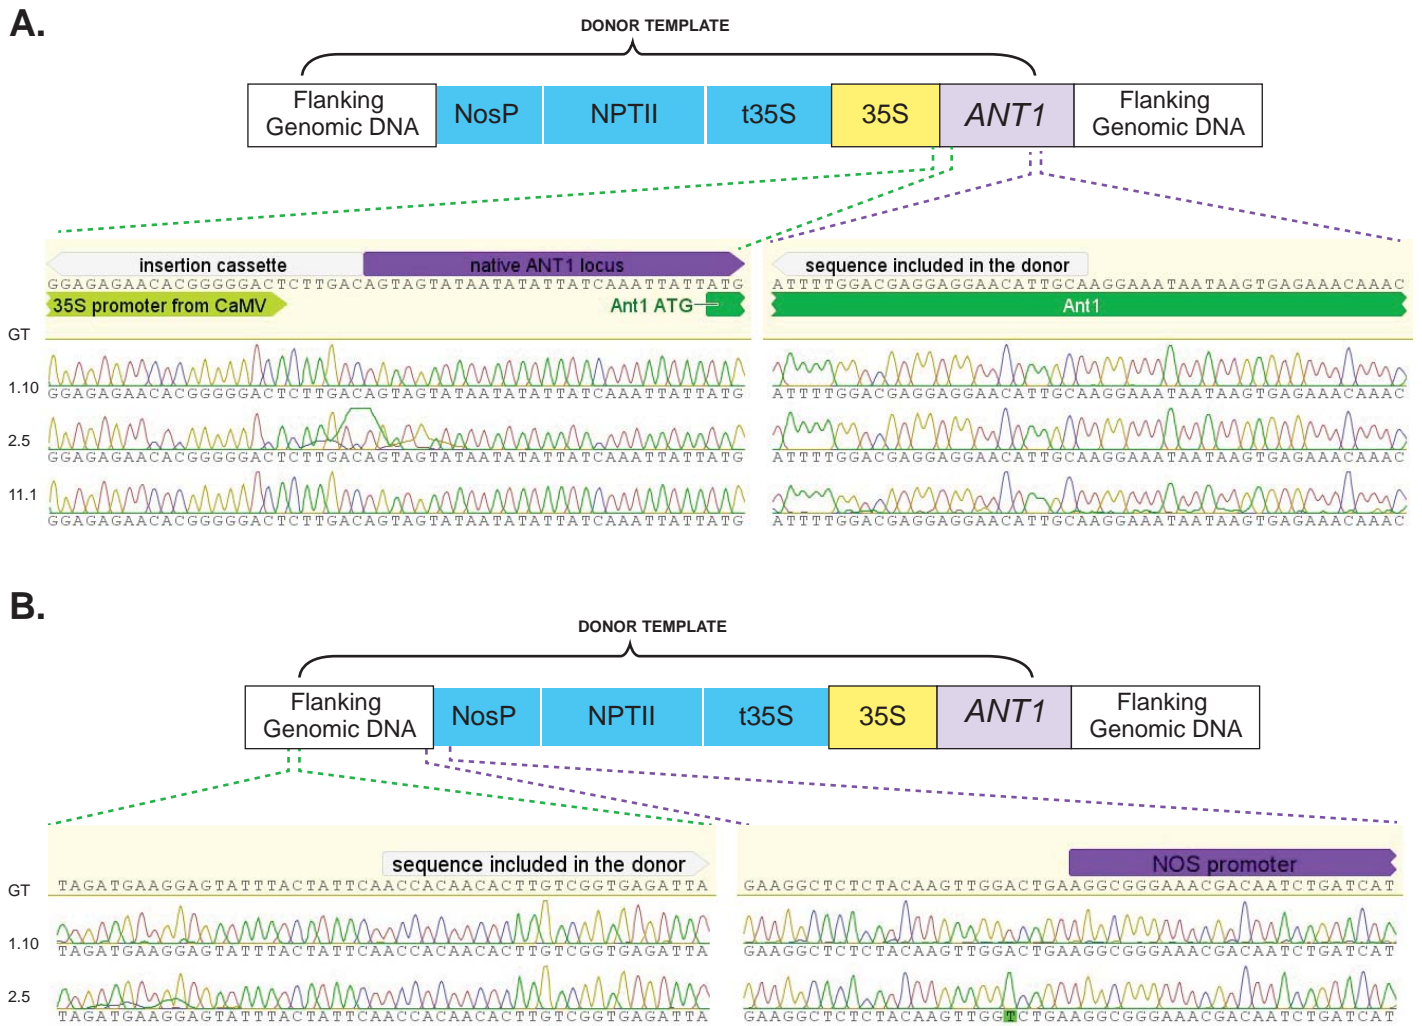 A.
DONOR TEMPLATE
Flanking
Genomic DNA
NosP
NPTII
t35S
35S
ANT1
Flanking
Genomic DNA
insertion cassette
native ANT1 locus
GGAGAGAACACGGGGGACTCTTGACAGTAGTATAATATATTATCAAATTATTATG
35S promoter from CaMV
Ant1 ATG
sequence included in the donor
ATTTTGGACGAGGAGGAACATTGCAAGGAAATAATAAGTGAGAAACAAAC
Ant1
GT
1.10
GGAGAGAACACGGGGGACTCTTGACAGTAGTATAATATATTATCAAATTATTATG
ATTTTGGACGAGGAGGAACATTGCAAGGAAATAATAAGTGAGAAACAAAC
2.5
GGAGAGAACACGGGGGACTCTTGACAGTAGTATAATATATTATCAAATTATTATG
ATTTTGGACGAGGAGGAACATTGCAAGGAAATAATAAGTGAGAAACAAAC
11.1
GGAGAGAACACGGGGGACTCTTGACAGTAGTATAATATATTATCAAATTATTATG
ATTTTGGACGAGGAGGAACATTGCAAGGAAATAATAAGTGAGAAACAAAC
B.
DONOR TEMPLATE
Flanking
Genomic DNA
NosP
NPTII
t35S
35S
ANT1
Flanking
Genomic DNA
sequence included in the donor
NOS promoter
GT
TAGATGAAGGAGTATTTACTATTCAACCACAACACTTGTCGGTGAGATTA
GAAGGCTCTCTACAAGTTGGACTGAAGGCGGGAAACGACAATCTGATCAT
1.10
TAGATGAAGGAGTATTTACTATTCAACCACAACACTTGTCGGTGAGATTA
GAAGGCTCTCTACAAGTTGGACTGAAGGCGGGAAACGACAATCTGATCAT
2.5
TAGATGAAGGAGTATTTACTATTCAACCACAACACTTGTCGGTGAGATTA
GAAGGCTCTCTACAAGTTGGTCTGAAGGCGGGAAACGACAATCTGATCAT